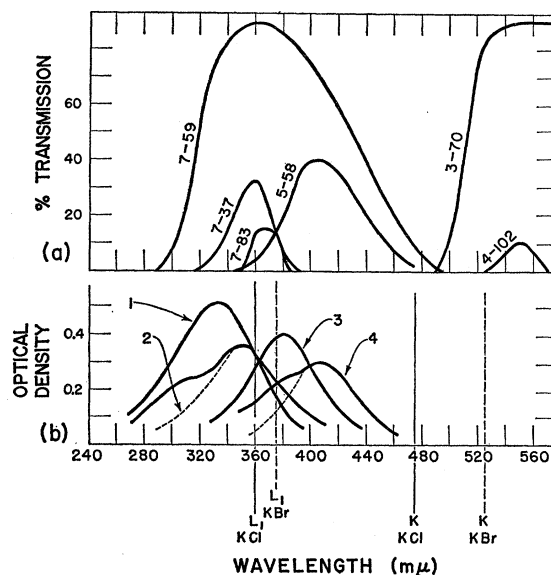 % TRANSMISSION
80
60
40
20
7-59
7-37
7-83
5-58
3-70
4-102
(a)
OPTICAL
DENSITY
0.4
0.2
1
2
3
4
(b)
240 280 320 360 400 440 480 520 560
L1 L1 K K
KCl KBr KCl KBr
WAVELENGTH (mμ)